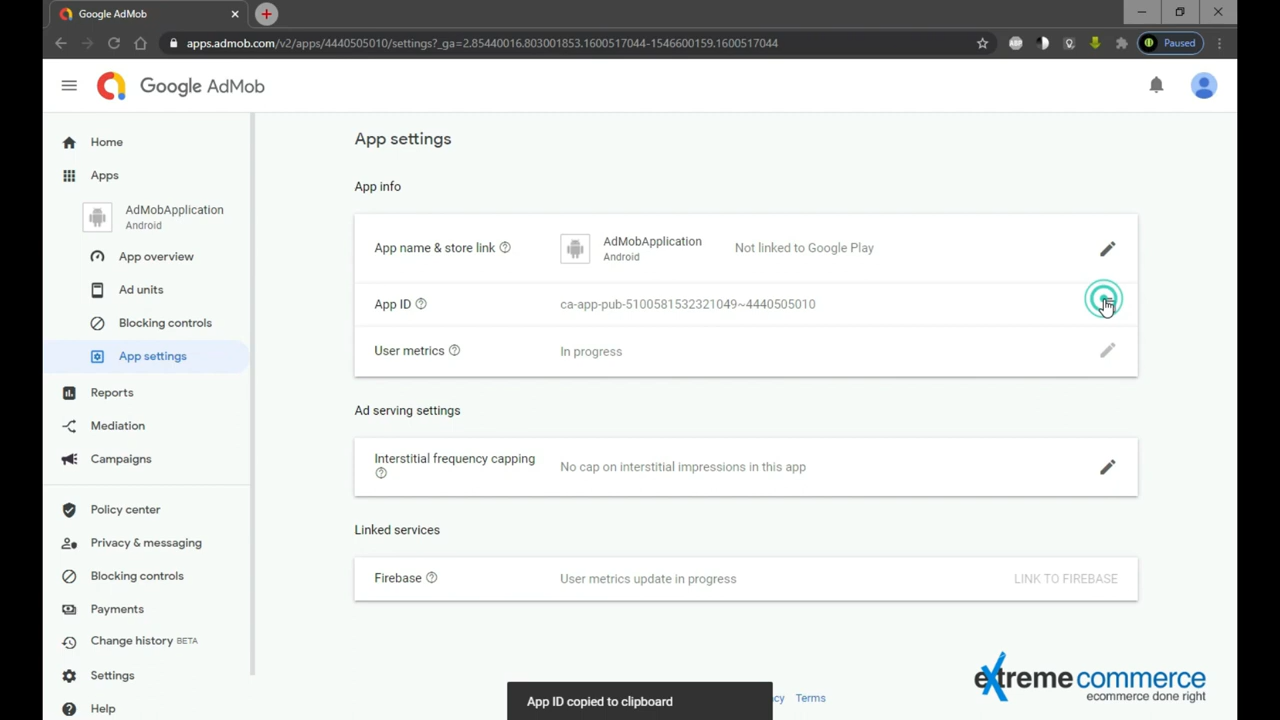 Google AdMob
apps.admob.com/v2/apps/4440505010/settings?_ga=2.85440016.803001853.1600517044-1546600159.1600517044
Paused
Google AdMob
Home
Apps
AdMobApplication
Android
App overview
Ad units
Blocking controls
App settings
Reports
Mediation
Campaigns
Policy center
Privacy & messaging
Blocking controls
Payments
Change history BETA
Settings
Help
App settings
App info
App name & store link
AdMobApplication
Android
Not linked to Google Play
App ID
ca-app-pub-5100581532321049~4440505010
User metrics
In progress
Ad serving settings
Interstitial frequency capping
No cap on interstitial impressions in this app
Linked services
Firebase
User metrics update in progress
LINK TO FIREBASE
App ID copied to clipboard
Terms
extreme commerce
ecommerce done right